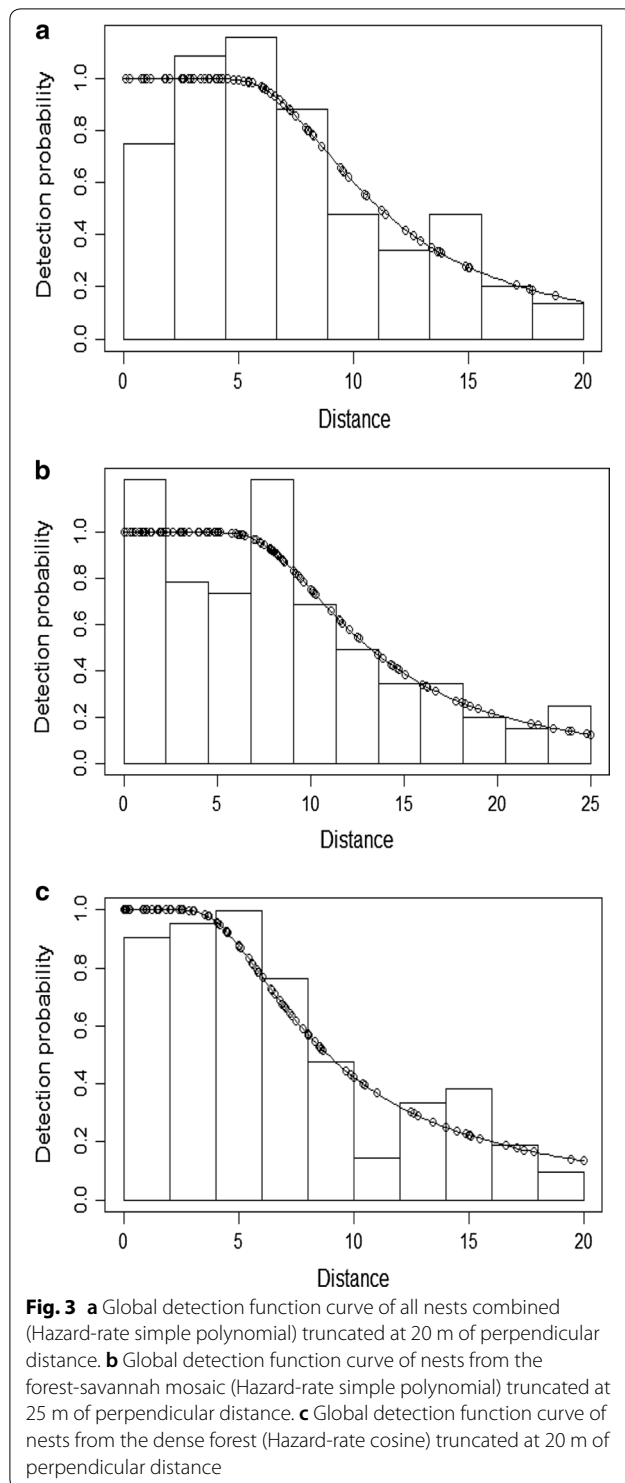 a
Detection probability
0.0 0.2 0.4 0.6 0.8 1.0
0 5 10 15 20
Distance
b
Detection probability
0.0 0.2 0.4 0.6 0.8 1.0
0 5 10 15 20 25
Distance
c
Detection probability
0.0 0.2 0.4 0.6 0.8 1.0
0 5 10 15 20
Distance
Fig. 3 a Global detection function curve of all nests combined
(Hazard-rate simple polynomial) truncated at 20 m of perpendicular
distance. b Global detection function curve of nests from the
forest-savannah mosaic (Hazard-rate simple polynomial) truncated at
25 m of perpendicular distance. c Global detection function curve of
nests from the dense forest (Hazard-rate cosine) truncated at 20 m of
perpendicular distance